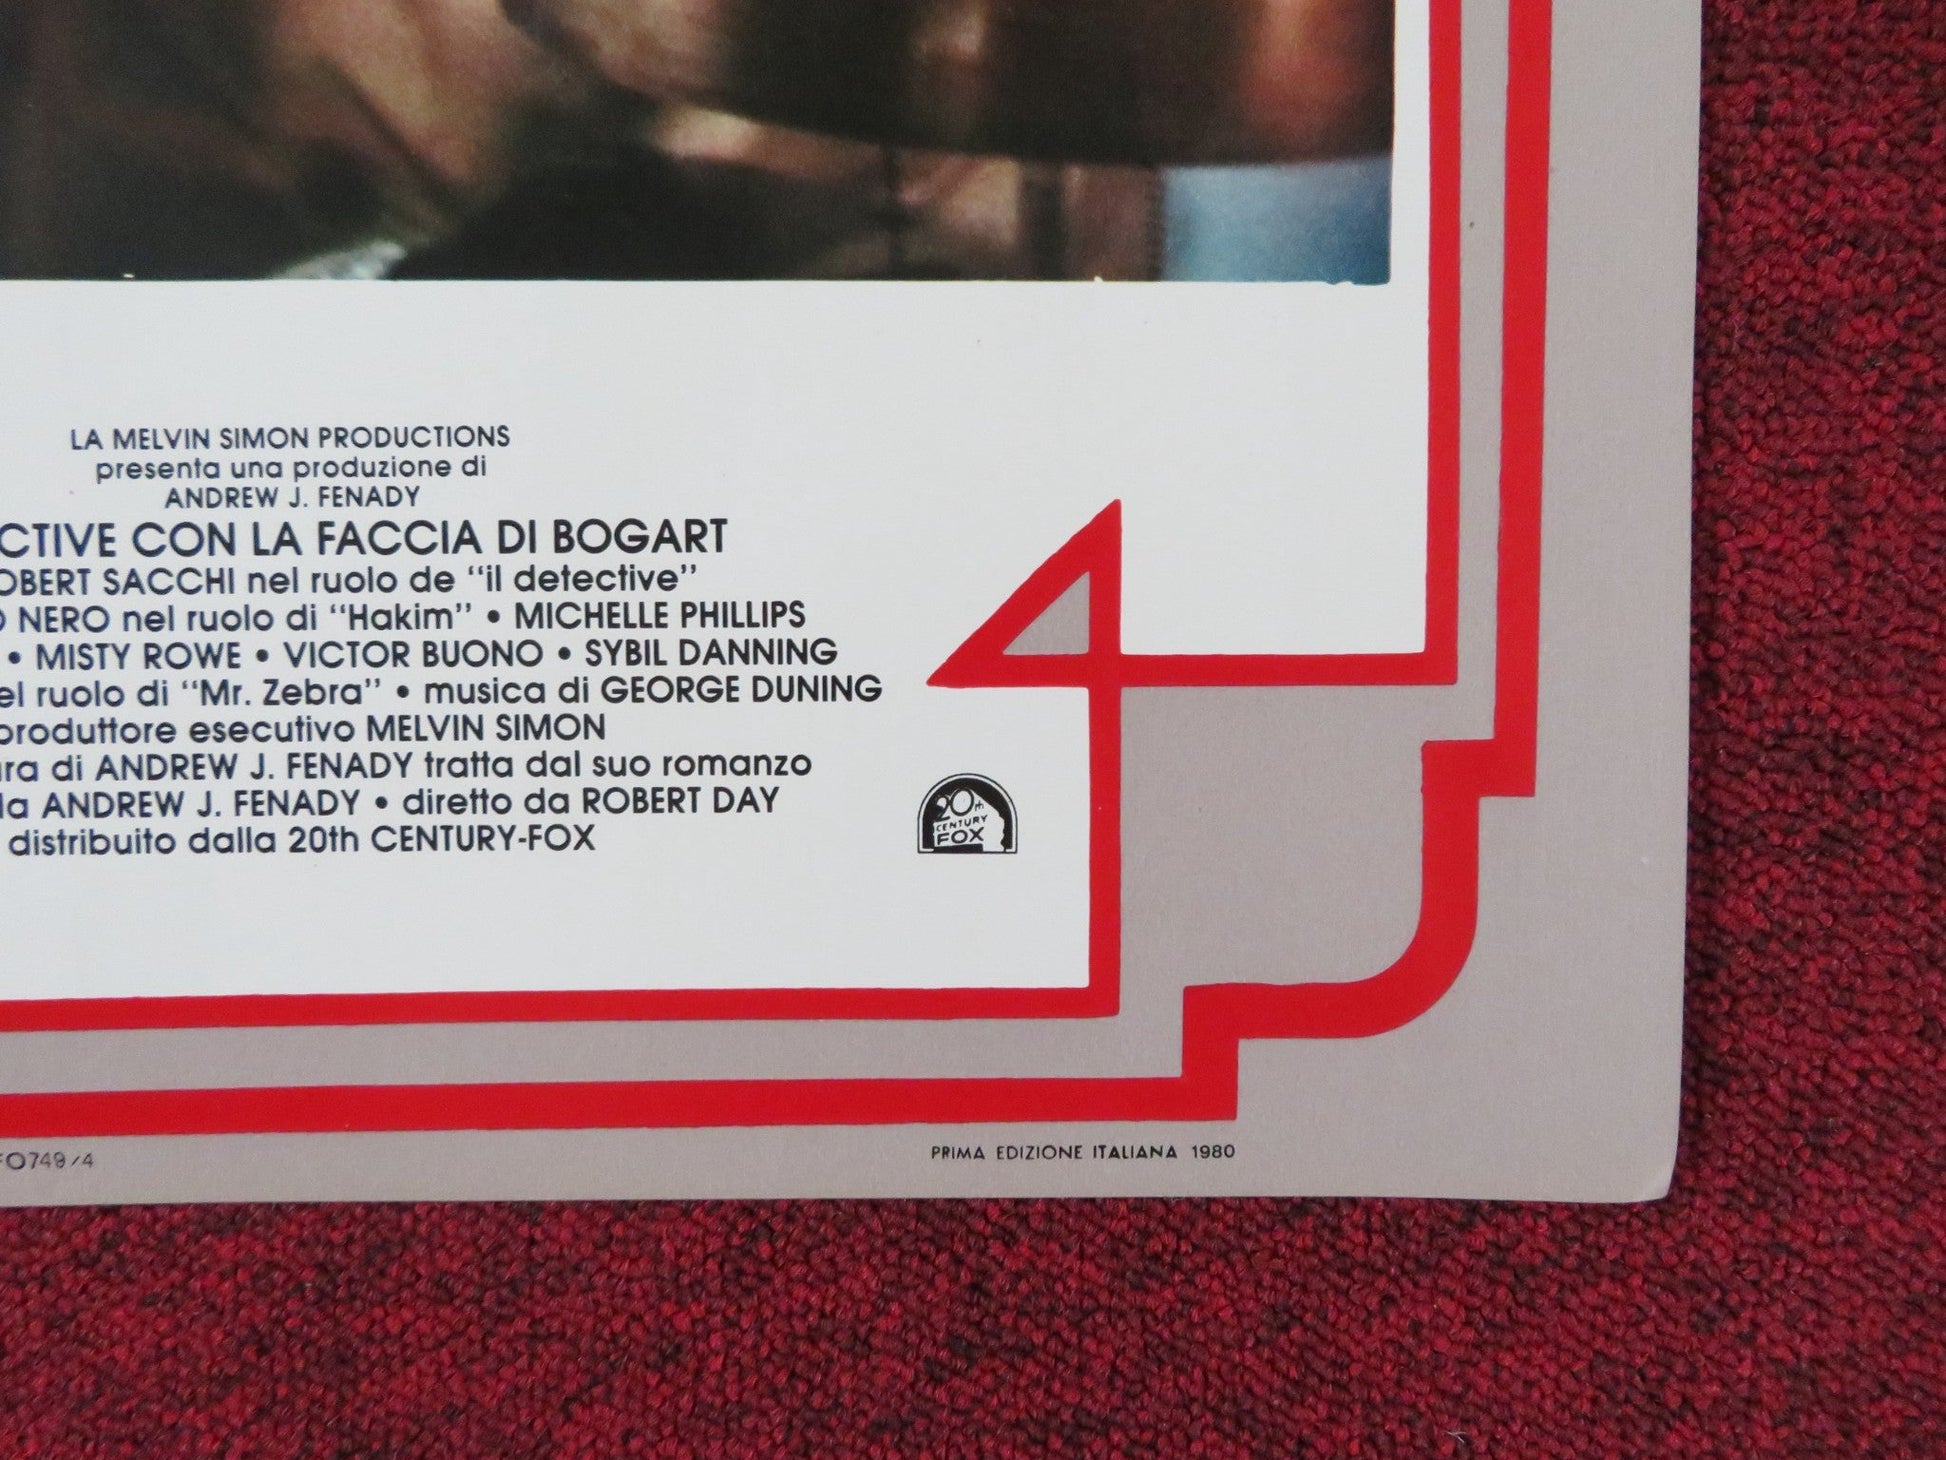 LA MELVIN SIMON PRODUCTIONS
presenta una produzione di
ANDREW J. FENADY
CTIVE CON LA FACCIA DI BOGART
OBERT SACCHI nel ruolo de "il detective"
O NERO nel ruolo di "Hakim" • MICHELLE PHILLIPS
• MISTY ROWE • VICTOR BUONO • SYBIL DANNING
el ruolo di "Mr. Zebra" • musica di GEORGE DUNING
produttore esecutivo MELVIN SIMON
ura di ANDREW J. FENADY tratta dal suo romanzo
da ANDREW J. FENADY • diretto da ROBERT DAY
distribuito dalla 20th CENTURY-FOX
20th
CENTURY
FOX
FO749/4
PRIMA EDIZIONE ITALIANA 1980